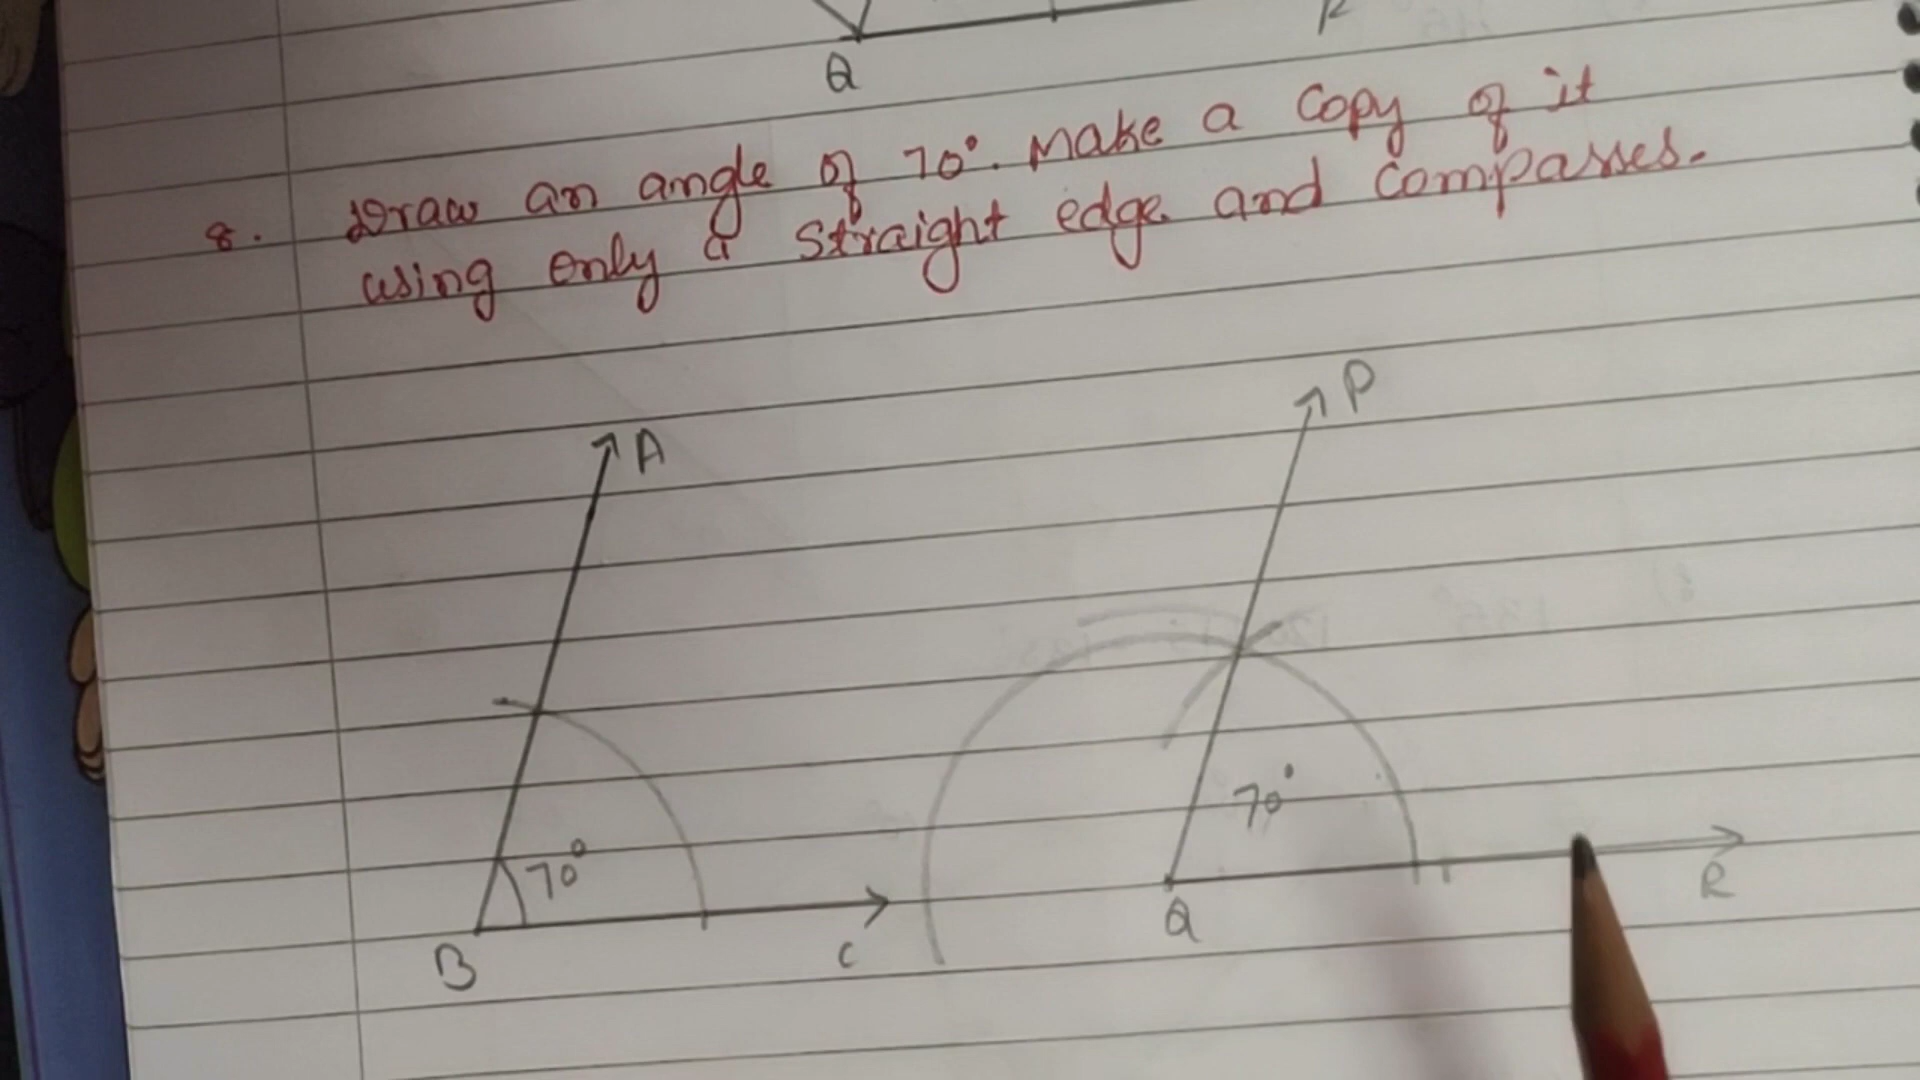 Q
8. Draw an angle of 70°. Make a copy of it
using only a straight edge and compasses.
A
P
70°
70°
B
C
Q
R